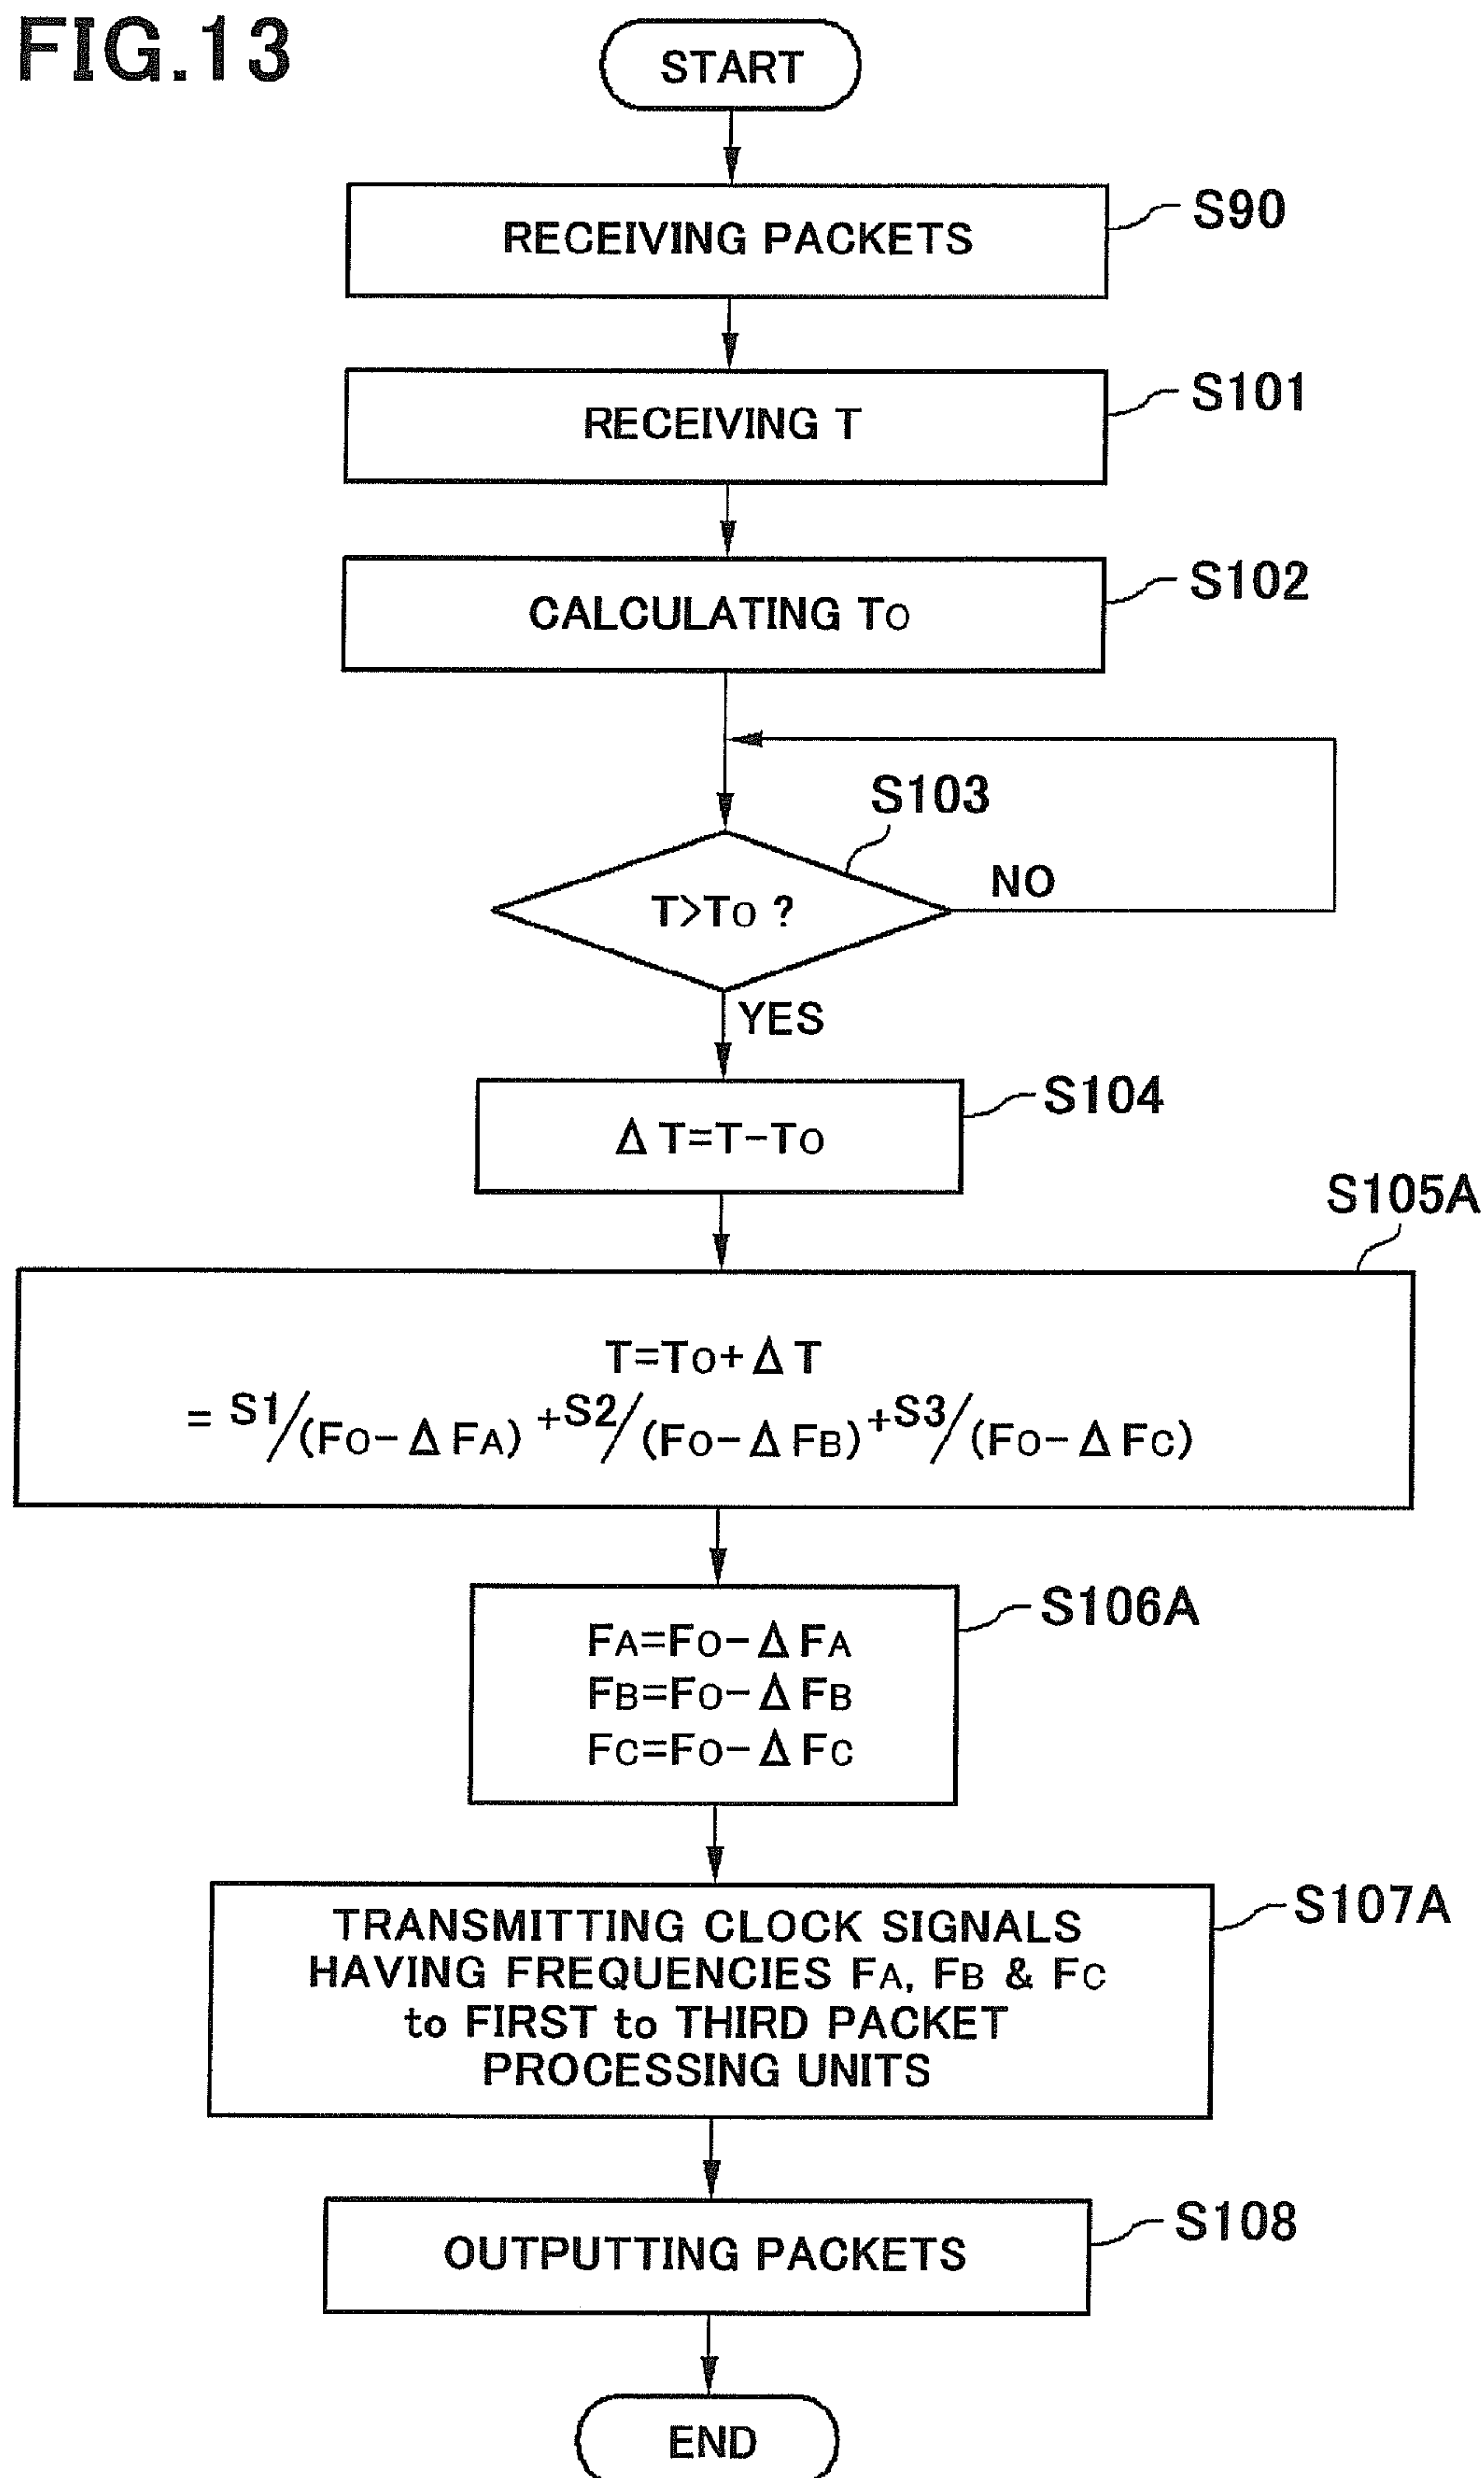 FIG.13
START
RECEIVING PACKETS
S90
RECEIVING T
S101
CALCULATING TO
S102
S103
T>TO ?
NO
YES
ΔT=T-TO
S104
S105A
T=TO+ΔT
= S1/(FO-ΔFA) +S2/(FO-ΔFB) +S3/(FO-ΔFC)
S106A
FA=FO-ΔFA
FB=FO-ΔFB
FC=FO-ΔFC
S107A
TRANSMITTING CLOCK SIGNALS
HAVING FREQUENCIES FA, FB & FC
to FIRST to THIRD PACKET
PROCESSING UNITS
S108
OUTPUTTING PACKETS
END